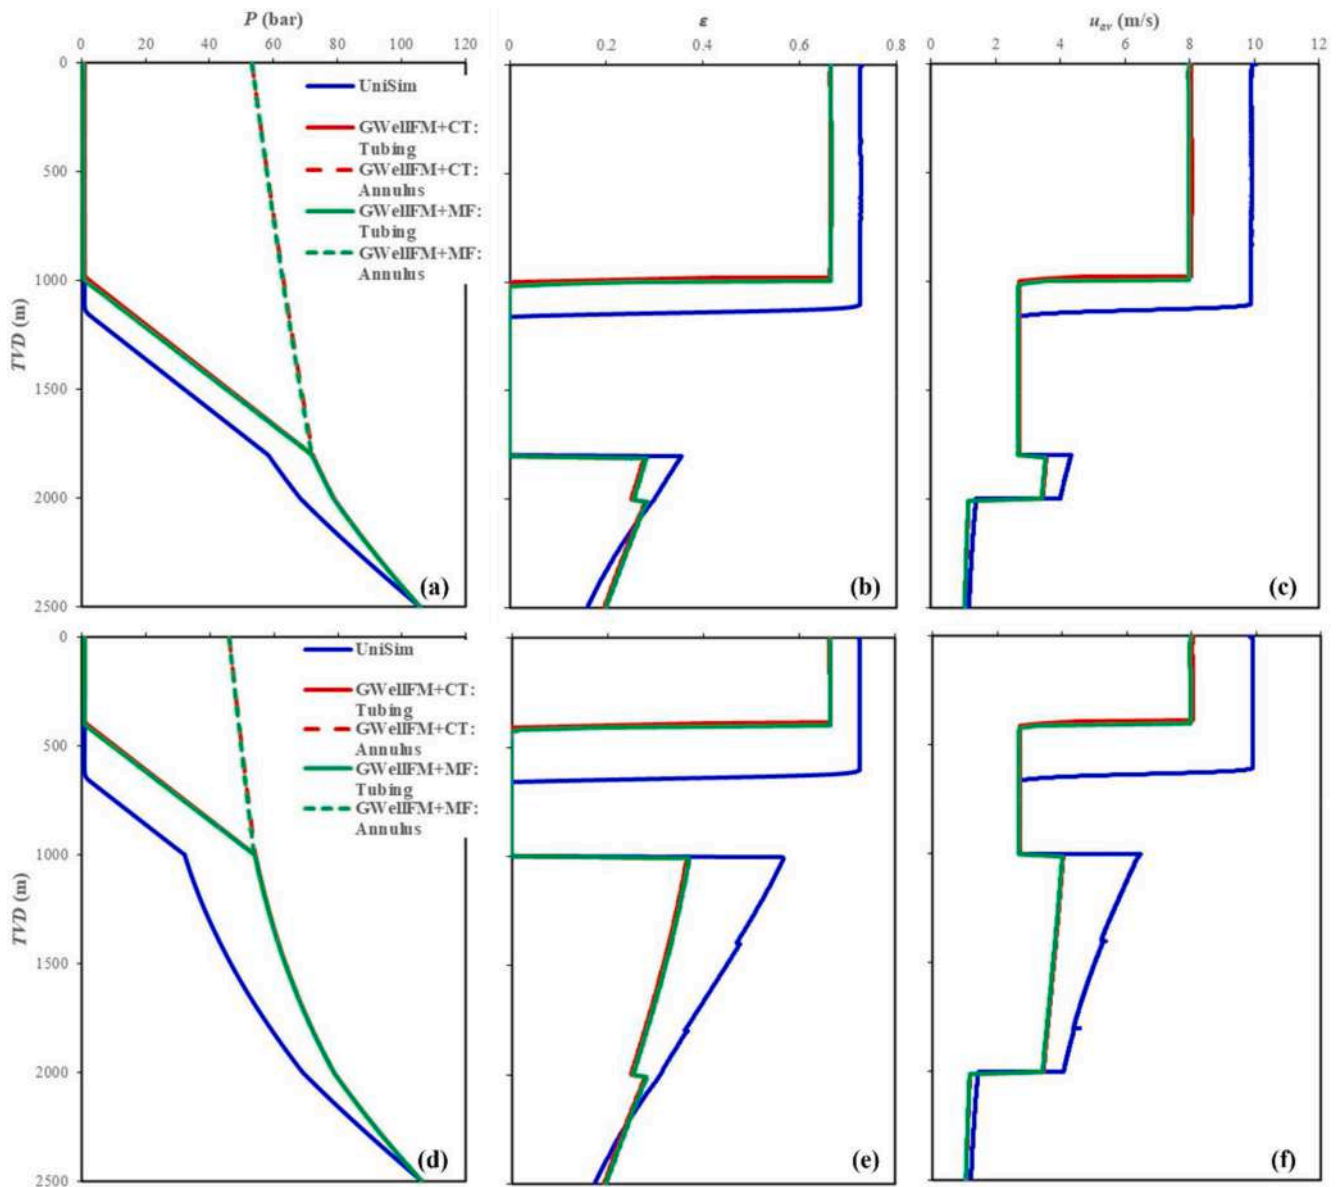 P (bar)
0 20 40 60 80 100 120
ε
0 0.2 0.4 0.6 0.8
u_av (m/s)
0 2 4 6 8 10 12
TVD (m)
0
500
1000
1500
2000
2500
UniSim
GWellFM+CT:
Tubing
GWellFM+CT:
Annulus
GWellFM+MF:
Tubing
GWellFM+MF:
Annulus
(a)
(b)
(c)
TVD (m)
0
500
1000
1500
2000
2500
UniSim
GWellFM+CT:
Tubing
GWellFM+CT:
Annulus
GWellFM+MF:
Tubing
GWellFM+MF:
Annulus
(d)
(e)
(f)